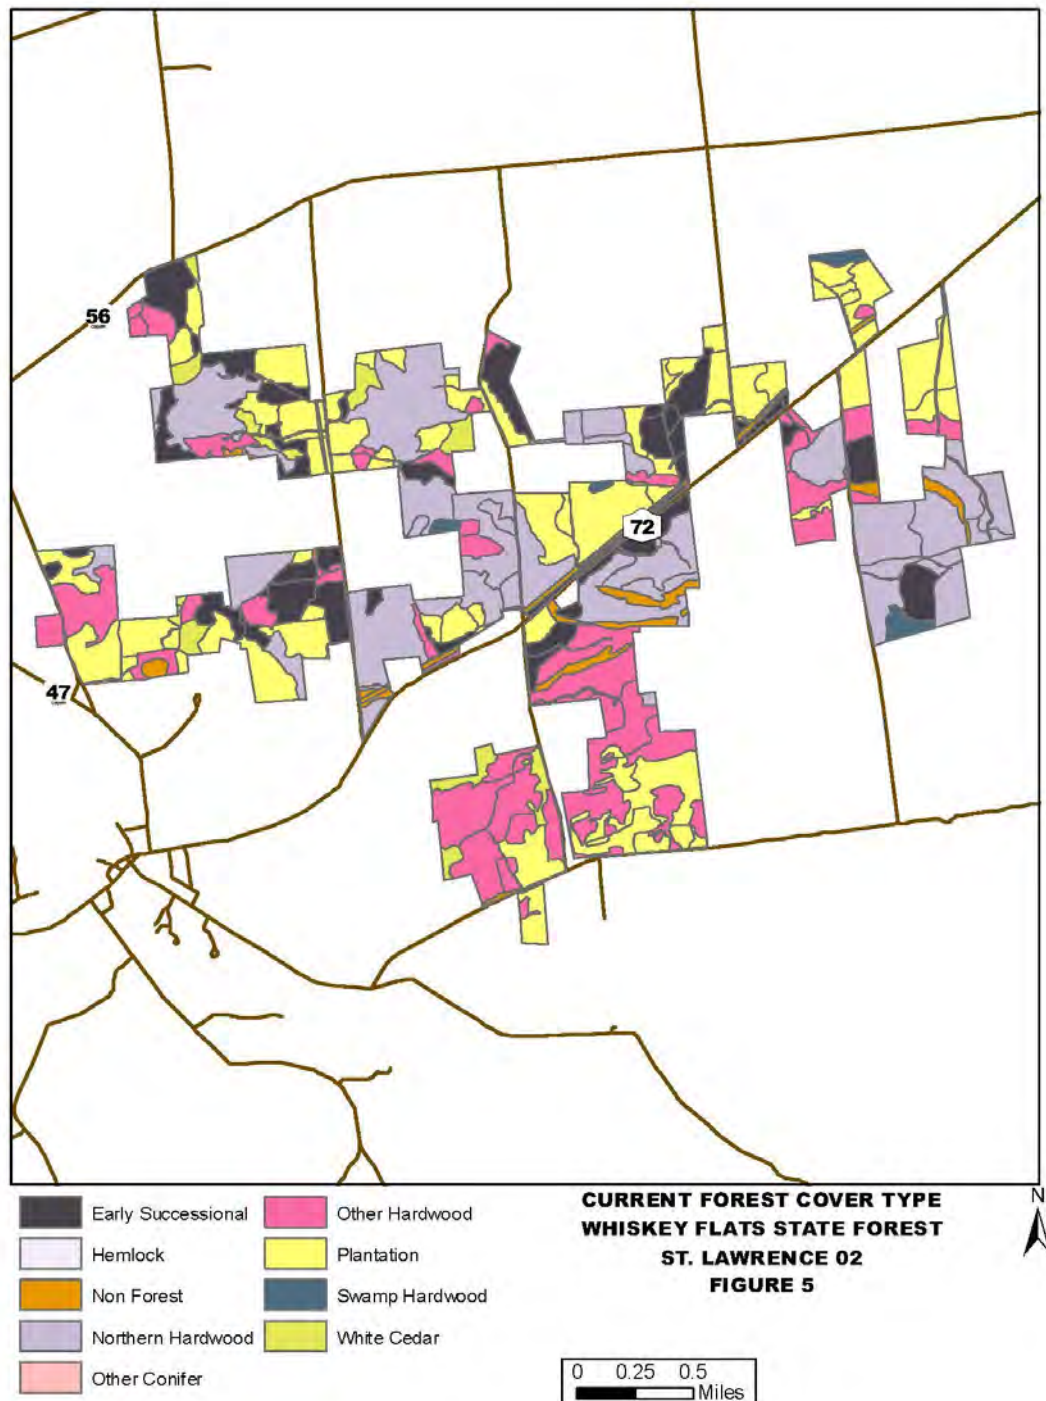 56
72
47
Early Successional
Hemlock
Non Forest
Northern Hardwood
Other Conifer
Other Hardwood
Plantation
Swamp Hardwood
White Cedar
CURRENT FOREST COVER TYPE
WHISKEY FLATS STATE FOREST
ST. LAWRENCE 02
FIGURE 5
N
0 0.25 0.5
Miles